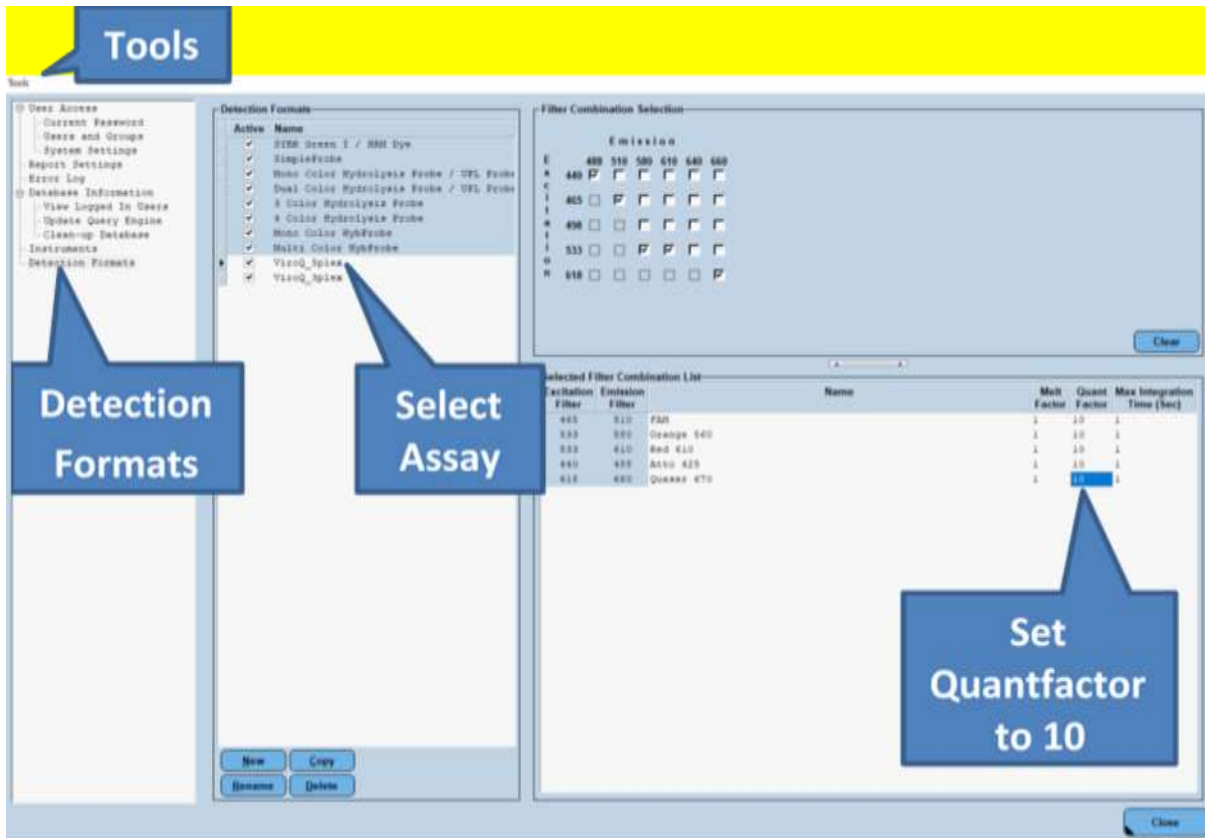 Tools
Tools
User Access
Current Password
Users and Groups
System Settings
Report Settings
Error Log
Database Information
View Logged In Users
Update Query Engine
Clean-up Database
Instruments
Detection Formats
Detection Formats
Active Name
SYBR Green I / HRM Dye
SimpleProbe
Mono Color Hydrolysis Probe / UPL Probe
Dual Color Hydrolysis Probe / UPL Probe
3 Color Hydrolysis Probe
4 Color Hydrolysis Probe
Mono Color HybProbe
Multi Color HybProbe
New Copy
Rename Delete
Filter Combination Selection
Emission
Excitation
488 510 580 610 640 660
440
465
498
533
618
Clear
Selected Filter Combination List
Excitation Filter Emission Filter Name Melt Factor Quant Factor Max Integration Time (Sec)
465 510 FAM 1 10 1
533 580 Orange 560 1 10 1
533 610 Red 610 1 10 1
440 488 Atto 425 1 10 1
618 660 Quasar 670 1 10 1
Close
Detection
Formats
Select
Assay
Set
Quantfactor
to 10